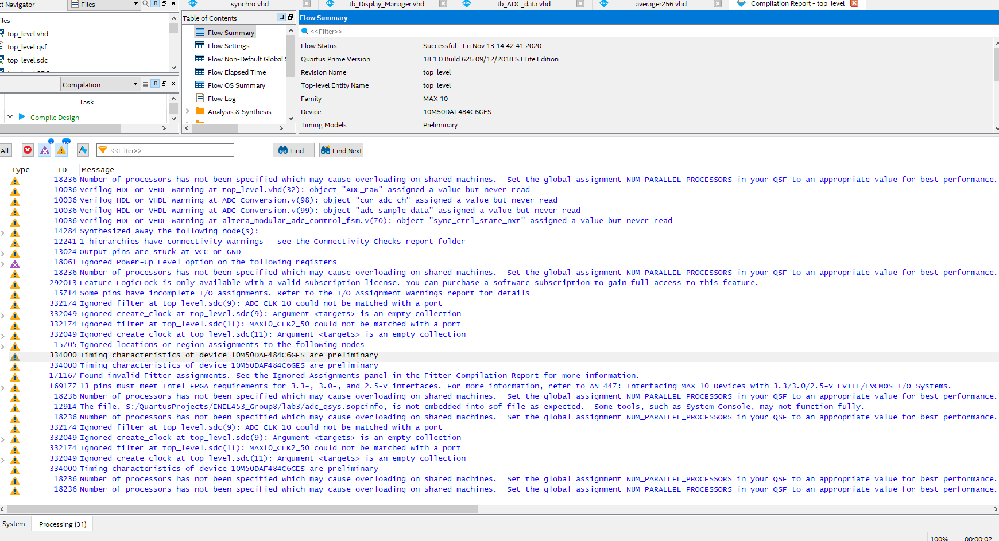 ct Navigator Files
synchro.vhd tb_Display_Manager.vhd tb_ADC_data.vhd averager256.vhd Compilation Report - top_level
iles
top_level.vhd
top_level.qsf
top_level.sdc
Compilation
Task
Compile Design
Table of Contents
Flow Summary
Flow Settings
Flow Non-Default Global
Flow Elapsed Time
Flow OS Summary
Flow Log
Analysis & Synthesis
Flow Summary
<<Filter>>
Flow Status Successful - Fri Nov 13 14:42:41 2020
Quartus Prime Version 18.1.0 Build 625 09/12/2018 SJ Lite Edition
Revision Name top_level
Top-level Entity Name top_level
Family MAX 10
Device 10M50DAF484C6GES
Timing Models Preliminary
All <<Filter>> Find... Find Next
Type ID Message
18236 Number of processors has not been specified which may cause overloading on shared machines.  Set the global assignment NUM_PARALLEL_PROCESSORS in your QSF to an appropriate value for best performance.
10036 Verilog HDL or VHDL warning at top_level.vhd(32): object "ADC_raw" assigned a value but never read
10036 Verilog HDL or VHDL warning at ADC_Conversion.v(98): object "cur_adc_ch" assigned a value but never read
10036 Verilog HDL or VHDL warning at ADC_Conversion.v(99): object "adc_sample_data" assigned a value but never read
10036 Verilog HDL or VHDL warning at altera_modular_adc_control_fsm.v(70): object "sync_ctrl_state_nxt" assigned a value but never read
14284 Synthesized away the following node(s):
12241 1 hierarchies have connectivity warnings - see the Connectivity Checks report folder
13024 Output pins are stuck at VCC or GND
18061 Ignored Power-Up Level option on the following registers
18236 Number of processors has not been specified which may cause overloading on shared machines.  Set the global assignment NUM_PARALLEL_PROCESSORS in your QSF to an appropriate value for best performance.
292013 Feature LogicLock is only available with a valid subscription license. You can purchase a software subscription to gain full access to this feature.
15714 Some pins have incomplete I/O assignments. Refer to the I/O Assignment Warnings report for details
332174 Ignored filter at top_level.sdc(9): ADC_CLK_10 could not be matched with a port
332049 Ignored create_clock at top_level.sdc(9): Argument <targets> is an empty collection
332174 Ignored filter at top_level.sdc(11): MAX10_CLK2_50 could not be matched with a port
332049 Ignored create_clock at top_level.sdc(11): Argument <targets> is an empty collection
15705 Ignored locations or region assignments to the following nodes
334000 Timing characteristics of device 10M50DAF484C6GES are preliminary
334000 Timing characteristics of device 10M50DAF484C6GES are preliminary
171167 Found invalid Fitter assignments. See the Ignored Assignments panel in the Fitter Compilation Report for more information.
169177 13 pins must meet Intel FPGA requirements for 3.3-, 3.0-, and 2.5-V interfaces. For more information, refer to AN 447: Interfacing MAX 10 Devices with 3.3/3.0/2.5-V LVTTL/LVCMOS I/O Systems.
18236 Number of processors has not been specified which may cause overloading on shared machines.  Set the global assignment NUM_PARALLEL_PROCESSORS in your QSF to an appropriate value for best performance.
12914 The file, S:/QuartusProjects/ENEL453_Group8/lab3/adc_qsys.sopcinfo, is not embedded into sof file as expected.  Some tools, such as System Console, may not function fully.
18236 Number of processors has not been specified which may cause overloading on shared machines.  Set the global assignment NUM_PARALLEL_PROCESSORS in your QSF to an appropriate value for best performance.
332174 Ignored filter at top_level.sdc(9): ADC_CLK_10 could not be matched with a port
332049 Ignored create_clock at top_level.sdc(9): Argument <targets> is an empty collection
332174 Ignored filter at top_level.sdc(11): MAX10_CLK2_50 could not be matched with a port
332049 Ignored create_clock at top_level.sdc(11): Argument <targets> is an empty collection
334000 Timing characteristics of device 10M50DAF484C6GES are preliminary
18236 Number of processors has not been specified which may cause overloading on shared machines.  Set the global assignment NUM_PARALLEL_PROCESSORS in your QSF to an appropriate value for best performance.
18236 Number of processors has not been specified which may cause overloading on shared machines.  Set the global assignment NUM_PARALLEL_PROCESSORS in your QSF to an appropriate value for best performance.
System Processing (31)
100% 00:00:02